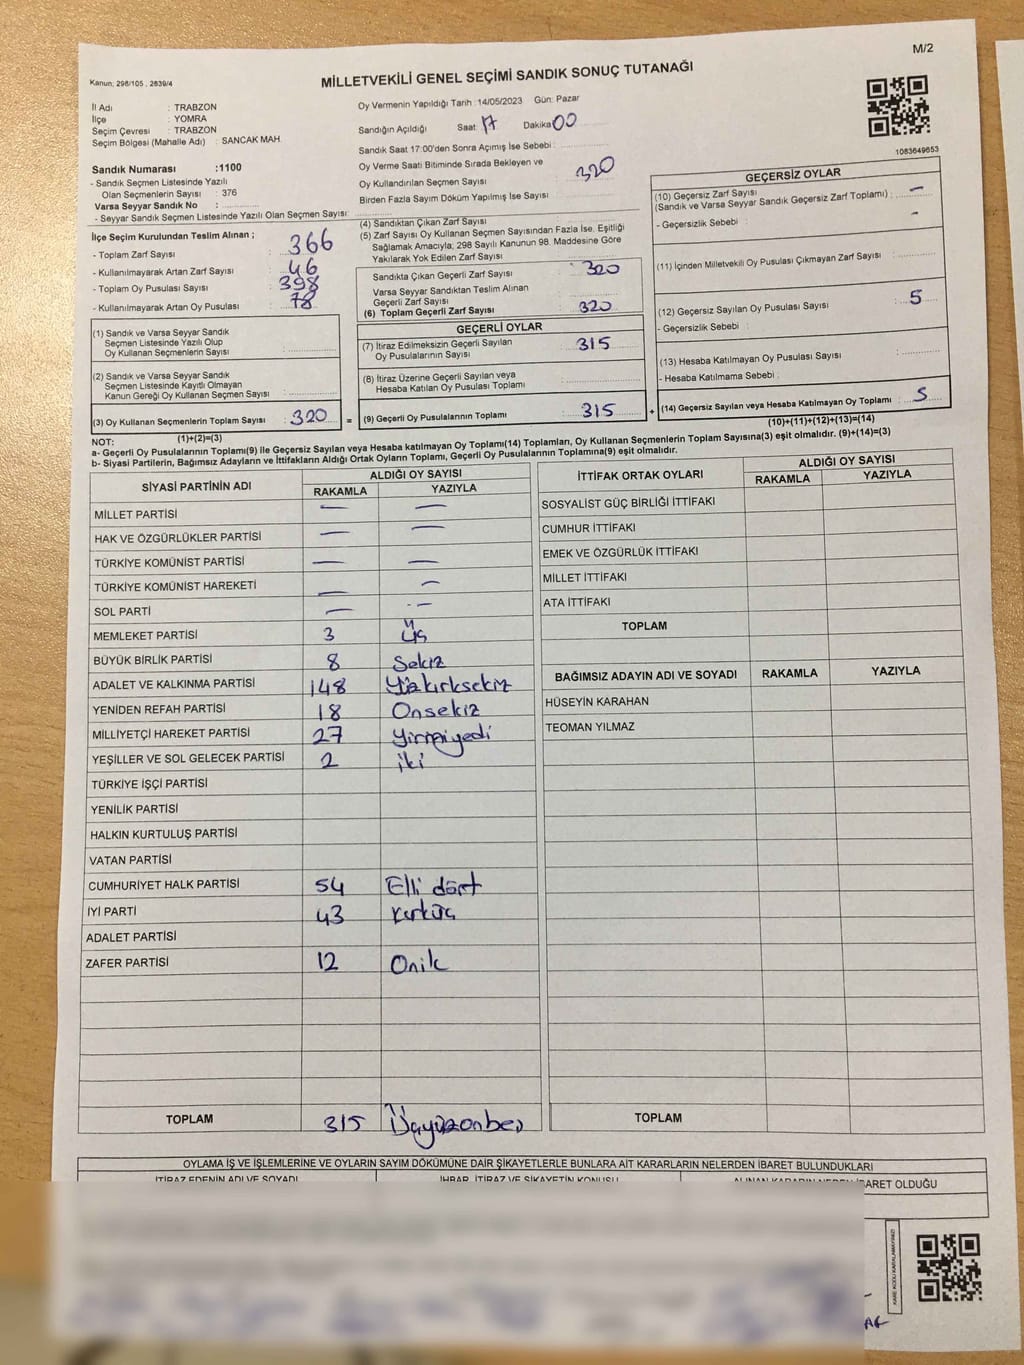 M/2
Kanun: 298/105 , 2839/4
MİLLETVEKİLİ GENEL SEÇİMİ SANDIK SONUÇ TUTANAĞI
İl Adı : TRABZON
İlçe : YOMRA
Seçim Çevresi : TRABZON
Seçim Bölgesi (Mahalle Adı) : SANCAK MAH
Sandık Numarası :1100
- Sandık Seçmen Listesinde Yazılı
Olan Seçmenlerin Sayısı : 376
Varsa Seyyar Sandık No :
- Seyyar Sandık Seçmen Listesinde Yazılı Olan Seçmen Sayısı:
Oy Vermenin Yapıldığı Tarih : 14/05/2023 Gün: Pazar
Sandığın Açıldığı Saat 17 Dakika 00
Sandık Saat 17:00'den Sonra Açımış İse Sebebi :
Oy Verme Saati Bitiminde Sırada Bekleyen ve
Oy Kullandırılan Seçmen Sayısı : 320
Birden Fazla Sayım Döküm Yapılmış İse Sayısı :
1083649653
İlçe Seçim Kurulundan Teslim Alınan ;
- Toplam Zarf Sayısı : 366
- Kullanılmayarak Artan Zarf Sayısı : 46
- Toplam Oy Pusulası Sayısı : 398
- Kullanılmayarak Artan Oy Pusulası : 78
(4) Sandıktan Çıkan Zarf Sayısı :
(5) Zarf Sayısı Oy Kullanan Seçmen Sayısından Fazla İse, Eşitliği
Sağlamak Amacıyla; 298 Sayılı Kanunun 98. Maddesine Göre
Yakılarak Yok Edilen Zarf Sayısı :
Sandıkta Çıkan Geçerli Zarf Sayısı : 320
Varsa Seyyar Sandıktan Teslim Alınan
Geçerli Zarf Sayısı :
(6) Toplam Geçerli Zarf Sayısı : 320
GEÇERSİZ OYLAR
(10) Geçersiz Zarf Sayısı : —
(Sandık ve Varsa Seyyar Sandık Geçersiz Zarf Toplamı)
- Geçersizlik Sebebi : -
(11) İçinden Milletvekili Oy Pusulası Çıkmayan Zarf Sayısı :
(12) Geçersiz Sayılan Oy Pusulası Sayısı : 5
- Geçersizlik Sebebi :
(13) Hesaba Katılmayan Oy Pusulası Sayısı :
- Hesaba Katılmama Sebebi :
(1) Sandık ve Varsa Seyyar Sandık
Seçmen Listesinde Yazılı Olup
Oy Kullanan Seçmenlerin Sayısı :
(2) Sandık ve Varsa Seyyar Sandık
Seçmen Listesinde Kayıtlı Olmayan
Kanun Gereği Oy Kullanan Seçmen Sayısı :
GEÇERLİ OYLAR
(7) İtiraz Edilmeksizin Geçerli Sayılan
Oy Pusulalarının Sayısı : 315
(8) İtiraz Üzerine Geçerli Sayılan veya
Hesaba Katılan Oy Pusulası Toplamı :
(3) Oy Kullanan Seçmenlerin Toplam Sayısı : 320 = (9) Geçerli Oy Pusulalarının Toplamı : 315 + (14) Geçersiz Sayılan veya Hesaba Katılmayan Oy Toplamı : 5
(1)+(2)=(3)
(10)+(11)+(12)+(13)=(14)
NOT:
a- Geçerli Oy Pusulalarının Toplamı(9) ile Geçersiz Sayılan veya Hesaba katılmayan Oy Toplamı(14) Toplamları, Oy Kullanan Seçmenlerin Toplam Sayısına(3) eşit olmalıdır. (9)+(14)=(3)
b- Siyasi Partilerin, Bağımsız Adayların ve İttifakların Aldığı Ortak Oyların Toplamı, Geçerli Oy Pusulalarının Toplamına(9) eşit olmalıdır.
SİYASİ PARTİNİN ADI ALDIĞI OY SAYISI
RAKAMLA YAZIYLA
MİLLET PARTİSİ — —
HAK VE ÖZGÜRLÜKLER PARTİSİ — —
TÜRKİYE KOMÜNİST PARTİSİ — —
TÜRKİYE KOMÜNİST HAREKETİ — —
SOL PARTİ — —
MEMLEKET PARTİSİ 3 Üç
BÜYÜK BİRLİK PARTİSİ 8 Sekiz
ADALET VE KALKINMA PARTİSİ 148 Yüzkırksekiz
YENİDEN REFAH PARTİSİ 18 Onsekiz
MİLLİYETÇİ HAREKET PARTİSİ 27 Yirmiyedi
YEŞİLLER VE SOL GELECEK PARTİSİ 2 iki
TÜRKİYE İŞÇİ PARTİSİ
YENİLİK PARTİSİ
HALKIN KURTULUŞ PARTİSİ
VATAN PARTİSİ
CUMHURİYET HALK PARTİSİ 54 Elli dört
İYİ PARTİ 43 Kırküç
ADALET PARTİSİ
ZAFER PARTİSİ 12 Onik
TOPLAM 315 Üçyüzonbeş
İTTİFAK ORTAK OYLARI ALDIĞI OY SAYISI
RAKAMLA YAZIYLA
SOSYALİST GÜÇ BİRLİĞİ İTTİFAKI
CUMHUR İTTİFAKI
EMEK VE ÖZGÜRLÜK İTTİFAKI
MİLLET İTTİFAKI
ATA İTTİFAKI
TOPLAM
BAĞIMSIZ ADAYIN ADI VE SOYADI RAKAMLA YAZIYLA
HÜSEYİN KARAHAN
TEOMAN YILMAZ
TOPLAM
OYLAMA İŞ VE İŞLEMLERİNE VE OYLARIN SAYIM DÖKÜMÜNE DAİR ŞİKAYETLERLE BUNLARA AİT KARARLARIN NELERDEN İBARET BULUNDUKLARI
İTİRAZ EDENİN ADI VE SOYADI İHBAR, İTİRAZ VE ŞİKAYETİN KONUSU ALINAN KARARIN NEDEN İBARET OLDUĞU
KARE KODU KARALAMAYINIZ!